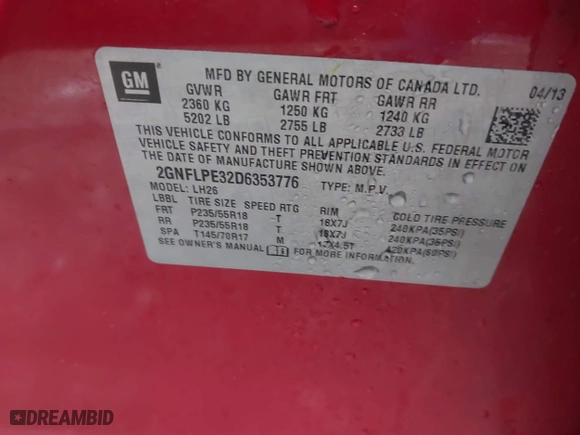 GM
MFD BY GENERAL MOTORS OF CANADA LTD. 04/13
GVWR GAWR FRT GAWR RR
2360 KG 1250 KG 1240 KG
5202 LB 2755 LB 2733 LB
THIS VEHICLE CONFORMS TO ALL APPLICABLE U.S. FEDERAL MOTOR
VEHICLE SAFETY AND THEFT PREVENTION STANDARDS IN EFFECT ON
THE DATE OF MANUFACTURE SHOWN ABOVE.
2GNFLPE32D6353776 TYPE: M.P.V.
MODEL: LH26
LBBL TIRE SIZE SPEED RTG RIM COLD TIRE PRESSURE
FRT P235/55R18 T 18X7J 240KPA(35PSI)
RR P235/55R18 T 18X7J 240KPA(35PSI)
SPA T145/70R17 M 17X4.5T 420KPA(60PSI)
SEE OWNER'S MANUAL FOR MORE INFORMATION.
DREAMBID